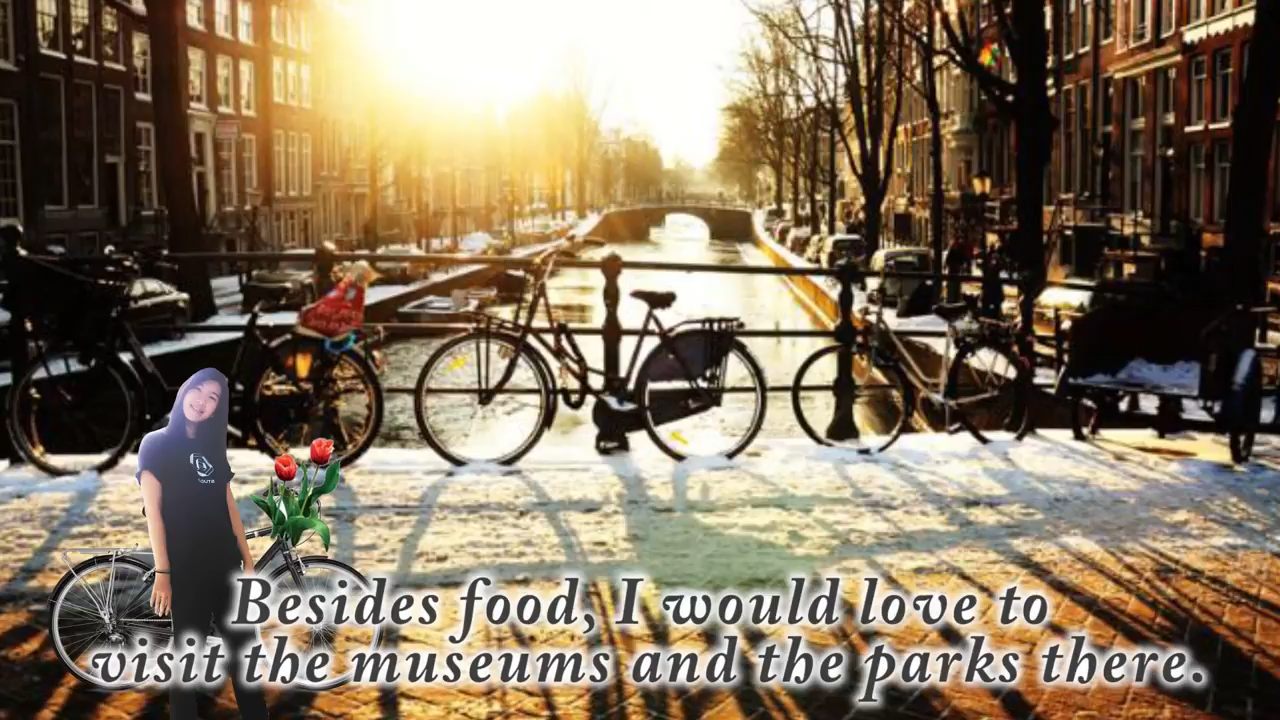 Besides food, I would love to
visit the museums and the parks there.